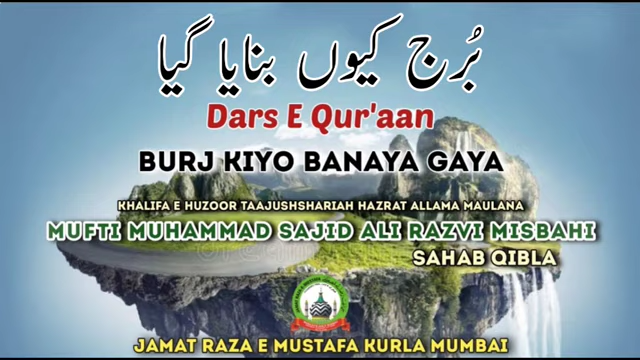 بُرج کیوں بنایا گیا
Dars E Qur'aan
BURJ KIYO BANAYA GAYA
KHALIFA E HUZOOR TAAJUSHSHARIAH HAZRAT ALLAMA MAULANA
MUFTI MUHAMMAD SAJID ALI RAZVI MISBAHI
SAHAB QIBLA
JAMAT RAZA E MUSTAFA KURLA MUMBAI